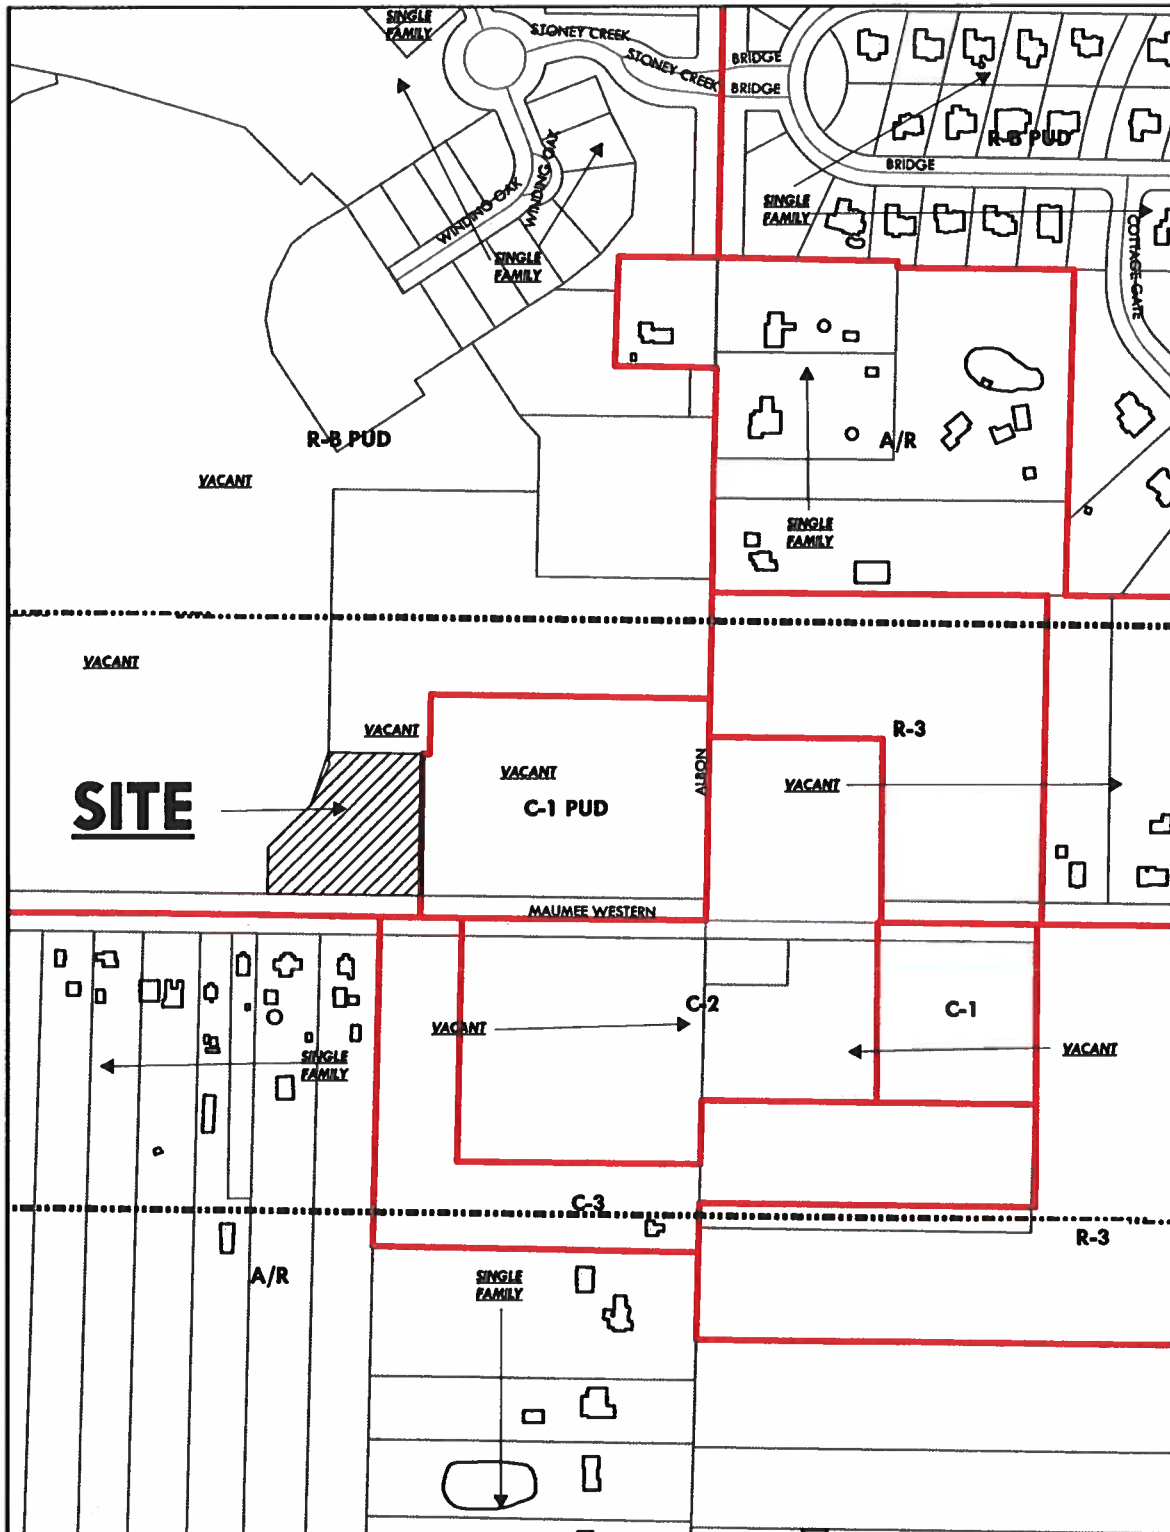 SINGLE
FAMILY
STONEY CREEK
STONEY CREEK
BRIDGE
BRIDGE
R-B PUD
BRIDGE
WINDING OAK
WINDING OAK
SINGLE
FAMILY
COTTAGE GATE
SINGLE
FAMILY
R-B PUD
A/R
VACANT
SINGLE
FAMILY
VACANT
VACANT
R-3
ALBON
VACANT
VACANT
SITE
C-1 PUD
MAUMEE WESTERN
C-2
C-1
VACANT
VACANT
SINGLE
FAMILY
C-3
R-3
A/R
SINGLE
FAMILY